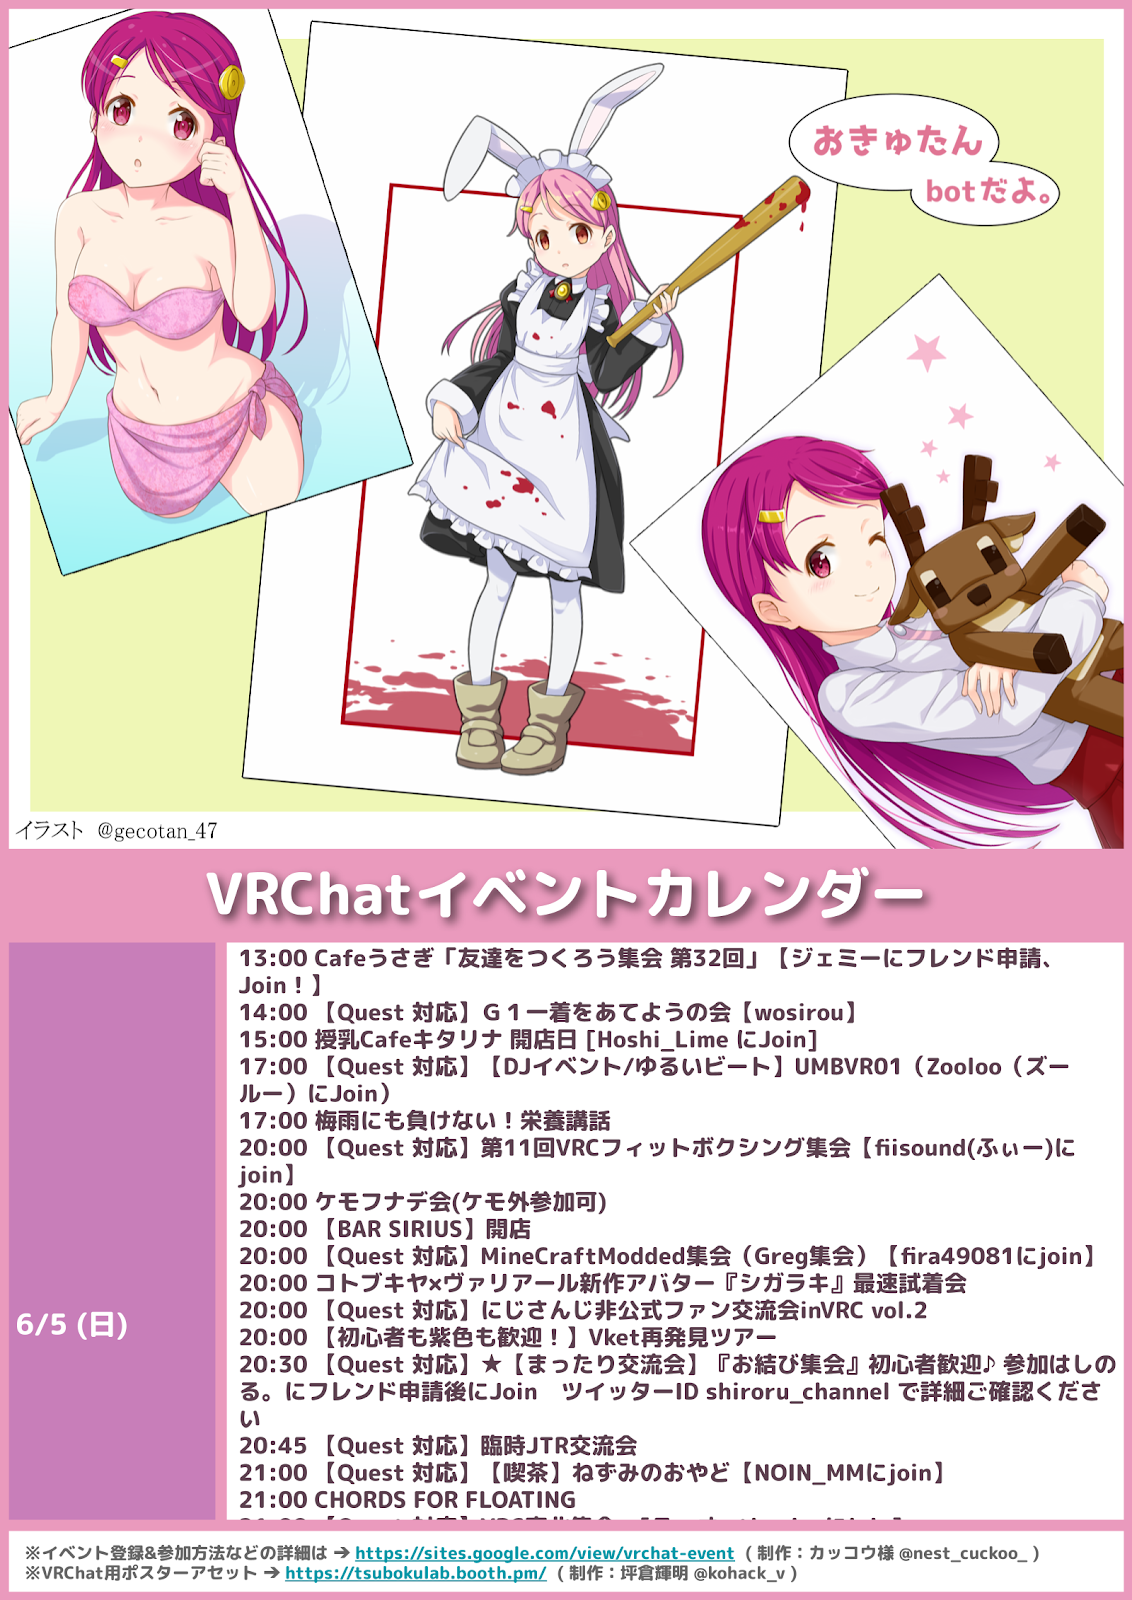 おきゅたん
botだよ。
イラスト @gecotan_47
VRChatイベントカレンダー
6/5 (日)
13:00 Cafeうさぎ「友達をつくろう集会 第32回」【ジェミーにフレンド申請、
Join！】
14:00 【Quest 対応】Ｇ１一着をあてようの会【wosirou】
15:00 授乳Cafeキタリナ 開店日 [Hoshi_Lime にJoin]
17:00 【Quest 対応】【DJイベント/ゆるいビート】UMBVR01（Zooloo（ズー
ルー）にJoin）
17:00 梅雨にも負けない！栄養講話
20:00 【Quest 対応】第11回VRCフィットボクシング集会【fiisound(ふぃー)に
join】
20:00 ケモフナデ会(ケモ外参加可)
20:00 【BAR SIRIUS】開店
20:00 【Quest 対応】MineCraftModded集会（Greg集会）【fira49081にjoin】
20:00 コトブキヤ×ヴァリアール新作アバター『シガラキ』最速試着会
20:00 【Quest 対応】にじさんじ非公式ファン交流会inVRC vol.2
20:00 【初心者も紫色も歓迎！】Vket再発見ツアー
20:30 【Quest 対応】★【まったり交流会】『お結び集会』初心者歓迎♪ 参加はしの
る。にフレンド申請後にJoin　ツイッターID shiroru_channel で詳細ご確認くださ
い
20:45 【Quest 対応】臨時JTR交流会
21:00 【Quest 対応】【喫茶】ねずみのおやど【NOIN_MMにjoin】
21:00 CHORDS FOR FLOATING
※イベント登録&参加方法などの詳細は → https://sites.google.com/view/vrchat-event （ 制作：カッコウ様 @nest_cuckoo_ ）
※VRChat用ポスターアセット → https://tsubokulab.booth.pm/ （ 制作：坪倉輝明 @kohack_v ）